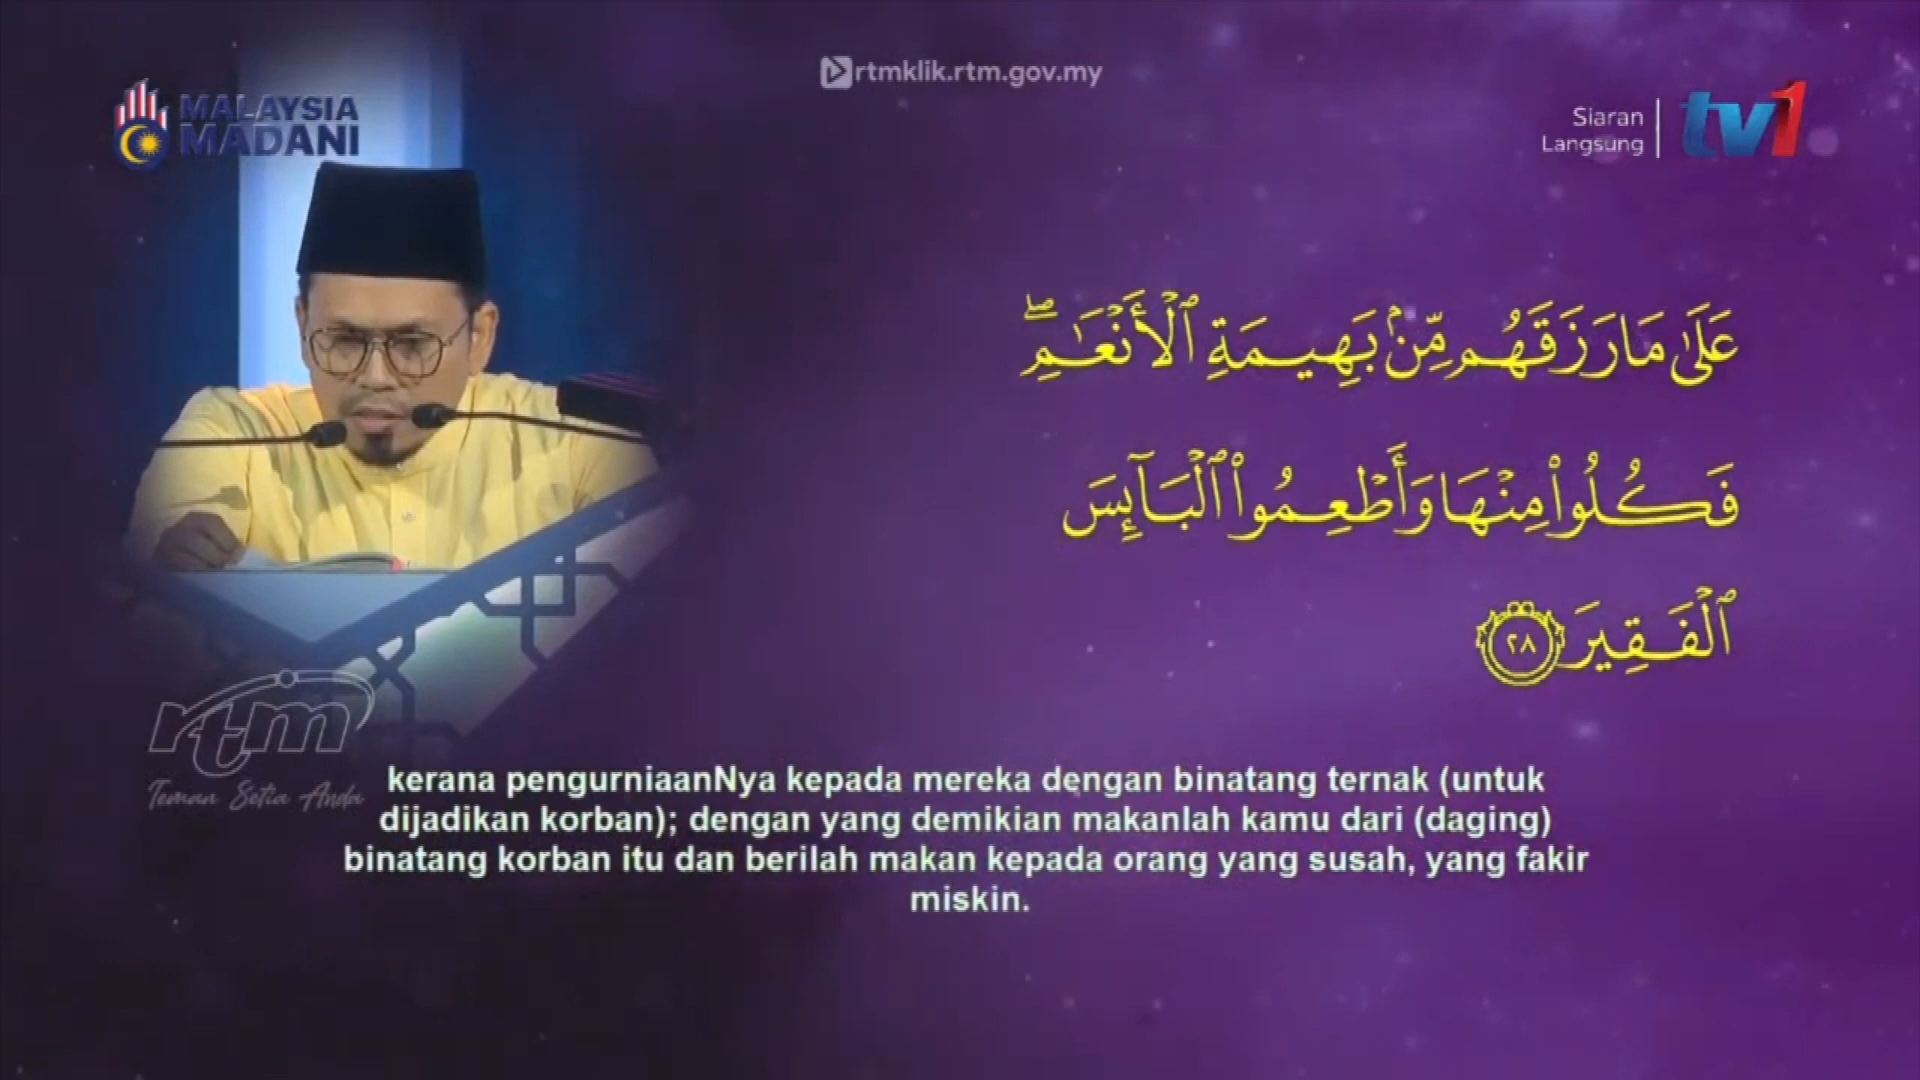 rtmklik.rtm.gov.my
MALAYSIA
MADANI
Siaran
Langsung
tv1
عَلَىٰ مَا رَزَقَهُم مِّنۢ بَهِيمَةِ ٱلْأَنْعَـٰمِ ۖ
فَكُلُوا۟ مِنْهَا وَأَطْعِمُوا۟ ٱلْبَآئِسَ
ٱلْفَقِيرَ ٢٨
rtm
Teman Setia Anda
kerana pengurniaanNya kepada mereka dengan binatang ternak (untuk
dijadikan korban); dengan yang demikian makanlah kamu dari (daging)
binatang korban itu dan berilah makan kepada orang yang susah, yang fakir
miskin.